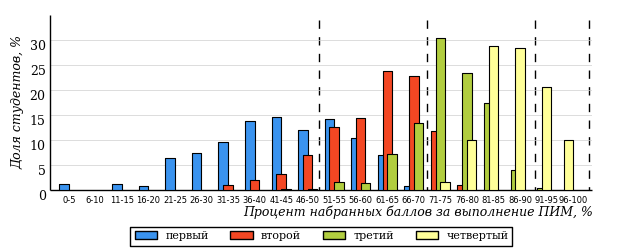 Доля студентов, %
30
25
20
15
10
5
0
0-5 6-10 11-15 16-20 21-25 26-30 31-35 36-40 41-45 46-50 51-55 56-60 61-65 66-70 71-75 76-80 81-85 86-90 91-95 96-100
Процент набранных баллов за выполнение ПИМ, %
первый второй третий четвертый